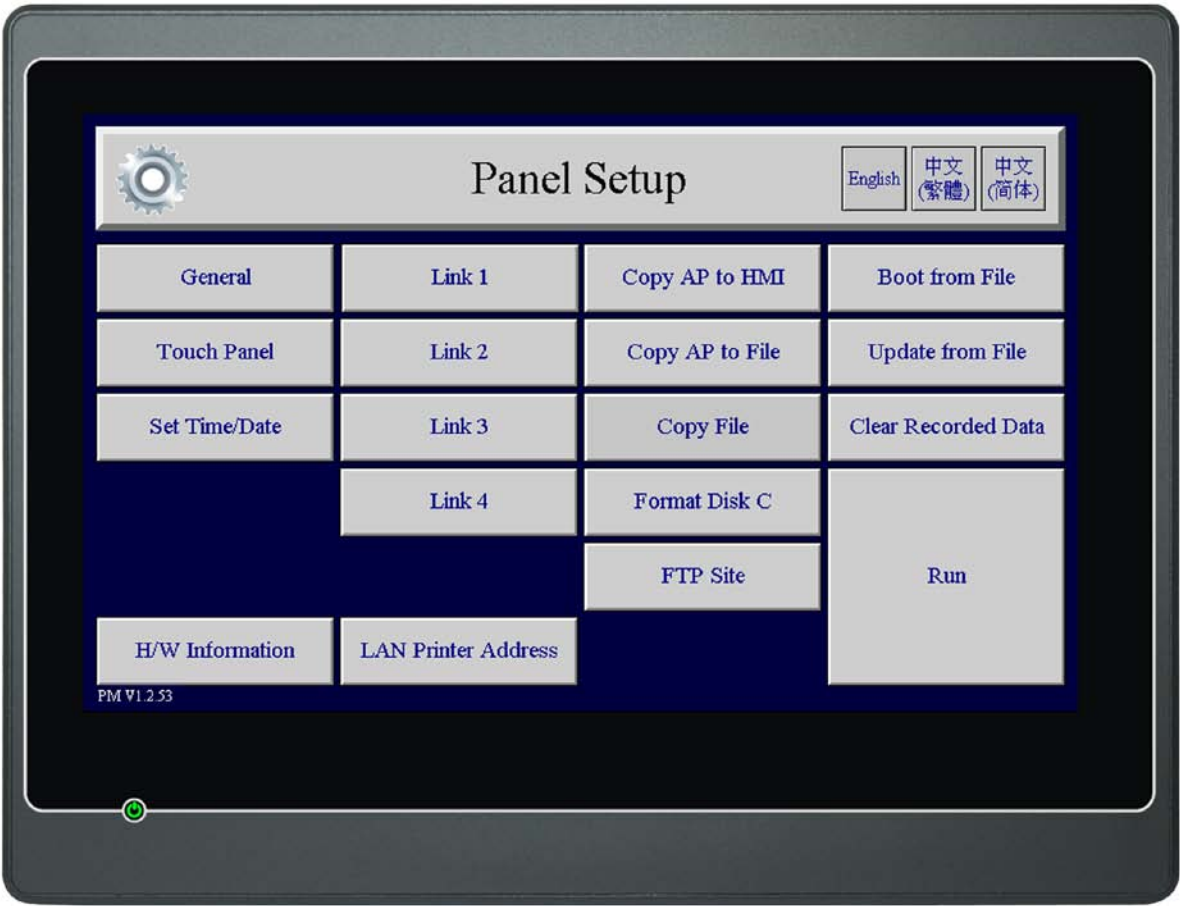 Panel Setup
English
中文
(繁體)
中文
(简体)
General
Link 1
Copy AP to HMI
Boot from File
Touch Panel
Link 2
Copy AP to File
Update from File
Set Time/Date
Link 3
Copy File
Clear Recorded Data
Link 4
Format Disk C
FTP Site
Run
H/W Information
LAN Printer Address
PM V1.2.53